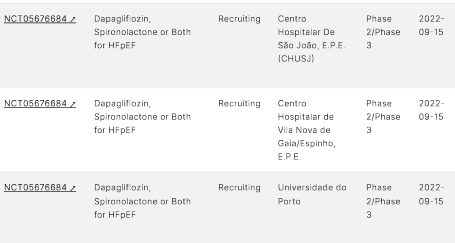 NCT05676684 ↗ Dapagliflozin, Recruiting Centro Phase 2022-
Spironolactone or Both Hospitalar De 2/Phase 09-15
for HFpEF São João, E.P.E. 3
(CHUSJ)
NCT05676684 ↗ Dapagliflozin, Recruiting Centro Phase 2022-
Spironolactone or Both Hospitalar de 2/Phase 09-15
for HFpEF Vila Nova de 3
Gaia/Espinho,
E.P.E.
NCT05676684 ↗ Dapagliflozin, Recruiting Universidade do Phase 2022-
Spironolactone or Both Porto 2/Phase 09-15
for HFpEF 3